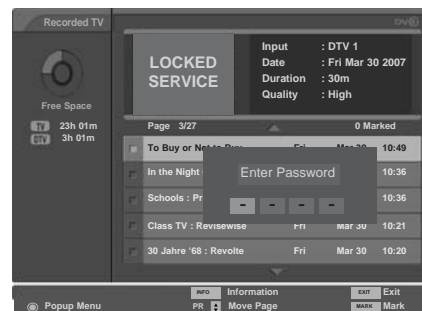 Recorded TV
DVB
LOCKED
SERVICE
Input : DTV 1
Date : Fri Mar 30 2007
Duration : 30m
Quality : High
Free Space
TV 23h 01m
DTV 3h 01m
Page 3/27
0 Marked
To Buy or Not to Buy Fri Mar 30 10:49
In the Night 10:36
Enter Password
- - - -
Schools : Pr 10:36
Class TV : Revisewise Fri Mar 30 10:21
30 Jahre '68 : Revolte Fri Mar 30 10:20
INFO Information EXIT Exit
Popup Menu PR Move Page MARK Mark